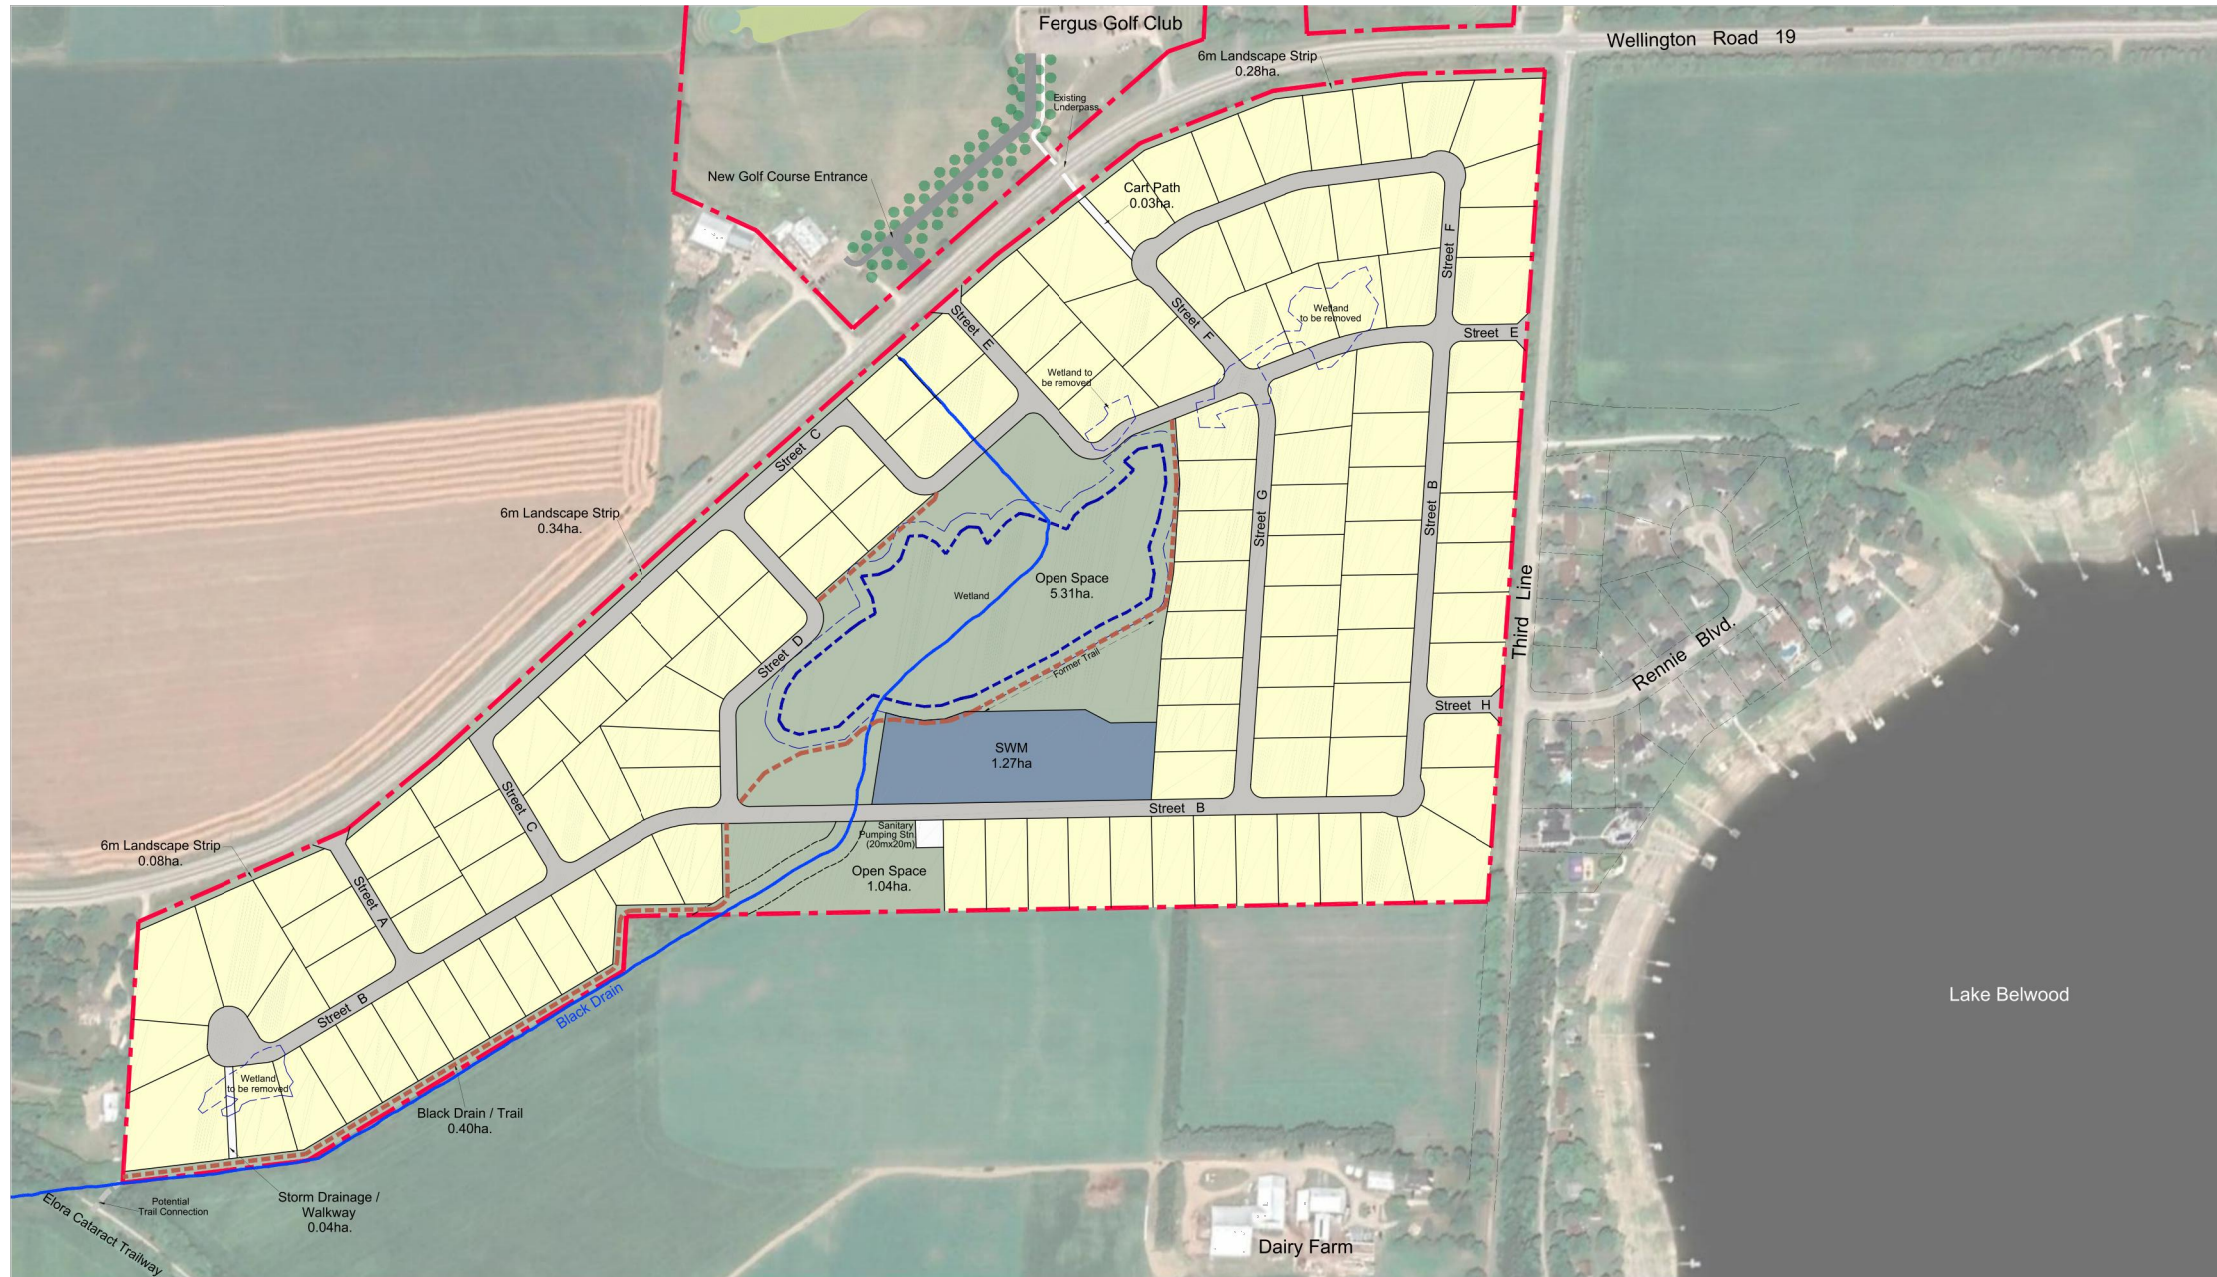 Fergus Golf Club
Wellington Road 19
6m Landscape Strip
0.28ha.
Existing
Underpass
New Golf Course Entrance
Cart Path
0.03ha.
Street F
Street E
Street F
Wetland
to be removed
Street E
Wetland to
be removed
Street C
6m Landscape Strip
0.34ha.
Street G
Street B
Open Space
5.31ha.
Wetland
Third Line
Rennie Blvd.
Street D
Former Trail
Street H
SWM
1.27ha
Street B
Street C
Sanitary
Pumping Stn
(20mx20m)
6m Landscape Strip
0.08ha.
Open Space
1.04ha.
Street A
Street B
Black Drain
Lake Belwood
Wetland
to be removed
Black Drain / Trail
0.40ha.
Storm Drainage /
Walkway
0.04ha.
Potential
Trail Connection
Elora Cataract Trailway
Dairy Farm